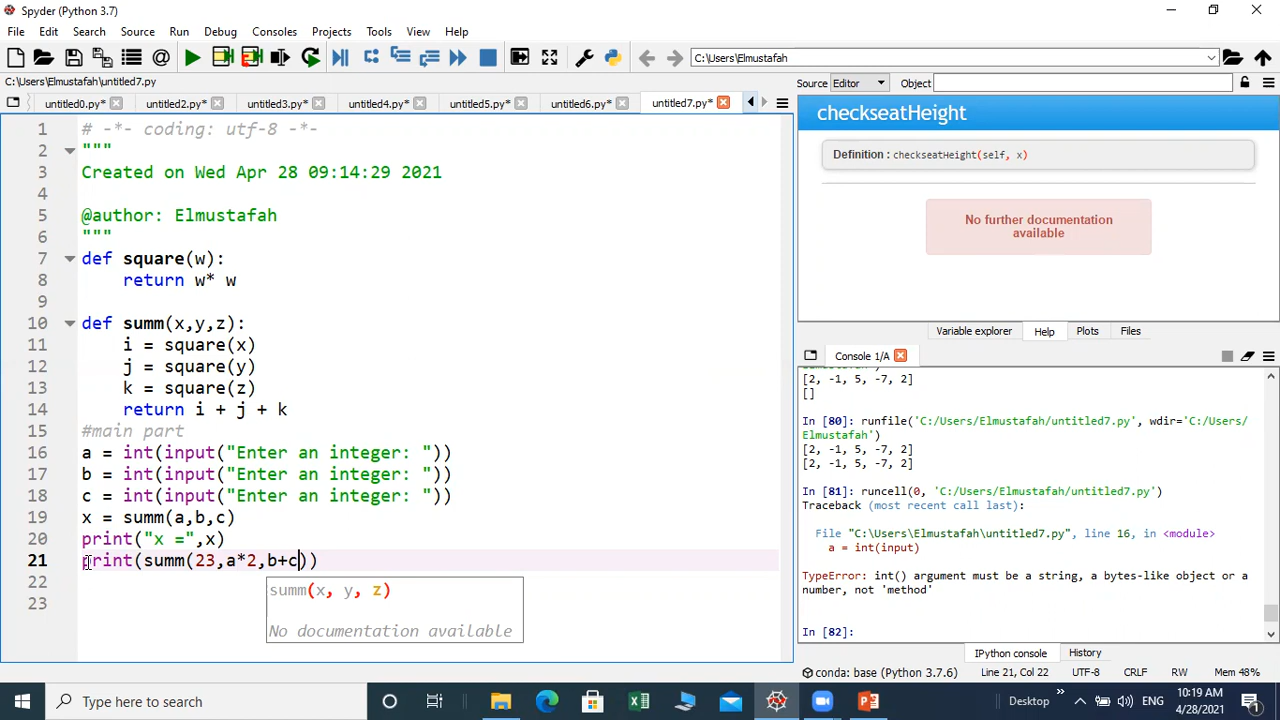 Spyder (Python 3.7)
File Edit Search Source Run Debug Consoles Projects Tools View Help
C:\Users\Elmustafah
C:\Users\Elmustafah\untitled7.py
untitled0.py* untitled2.py* untitled3.py* untitled4.py* untitled5.py* untitled6.py* untitled7.py*
1 # -*- coding: utf-8 -*-
2 """
3 Created on Wed Apr 28 09:14:29 2021
4
5 @author: Elmustafah
6 """
7 def square(w):
8 return w* w
9
10 def summ(x,y,z):
11 i = square(x)
12 j = square(y)
13 k = square(z)
14 return i + j + k
15 #main part
16 a = int(input("Enter an integer: "))
17 b = int(input("Enter an integer: "))
18 c = int(input("Enter an integer: "))
19 x = summ(a,b,c)
20 print("x =",x)
21 print(summ(23,a*2,b+c))
22
23
summ(x, y, z)
No documentation available
Source Editor Object
checkseatHeight
Definition : checkseatHeight(self, x)
No further documentation
available
Variable explorer Help Plots Files
Console 1/A
[2, -1, 5, -7, 2]
[]
In [80]: runfile('C:/Users/Elmustafah/untitled7.py', wdir='C:/Users/
Elmustafah')
[2, -1, 5, -7, 2]
[2, -1, 5, -7, 2]
In [81]: runcell(0, 'C:/Users/Elmustafah/untitled7.py')
Traceback (most recent call last):
File "C:\Users\Elmustafah\untitled7.py", line 16, in <module>
a = int(input)
TypeError: int() argument must be a string, a bytes-like object or a
number, not 'method'
In [82]:
IPython console History
conda: base (Python 3.7.6) Line 21, Col 22 UTF-8 CRLF RW Mem 48%
Type here to search
Desktop ENG 10:19 AM
4/28/2021 1